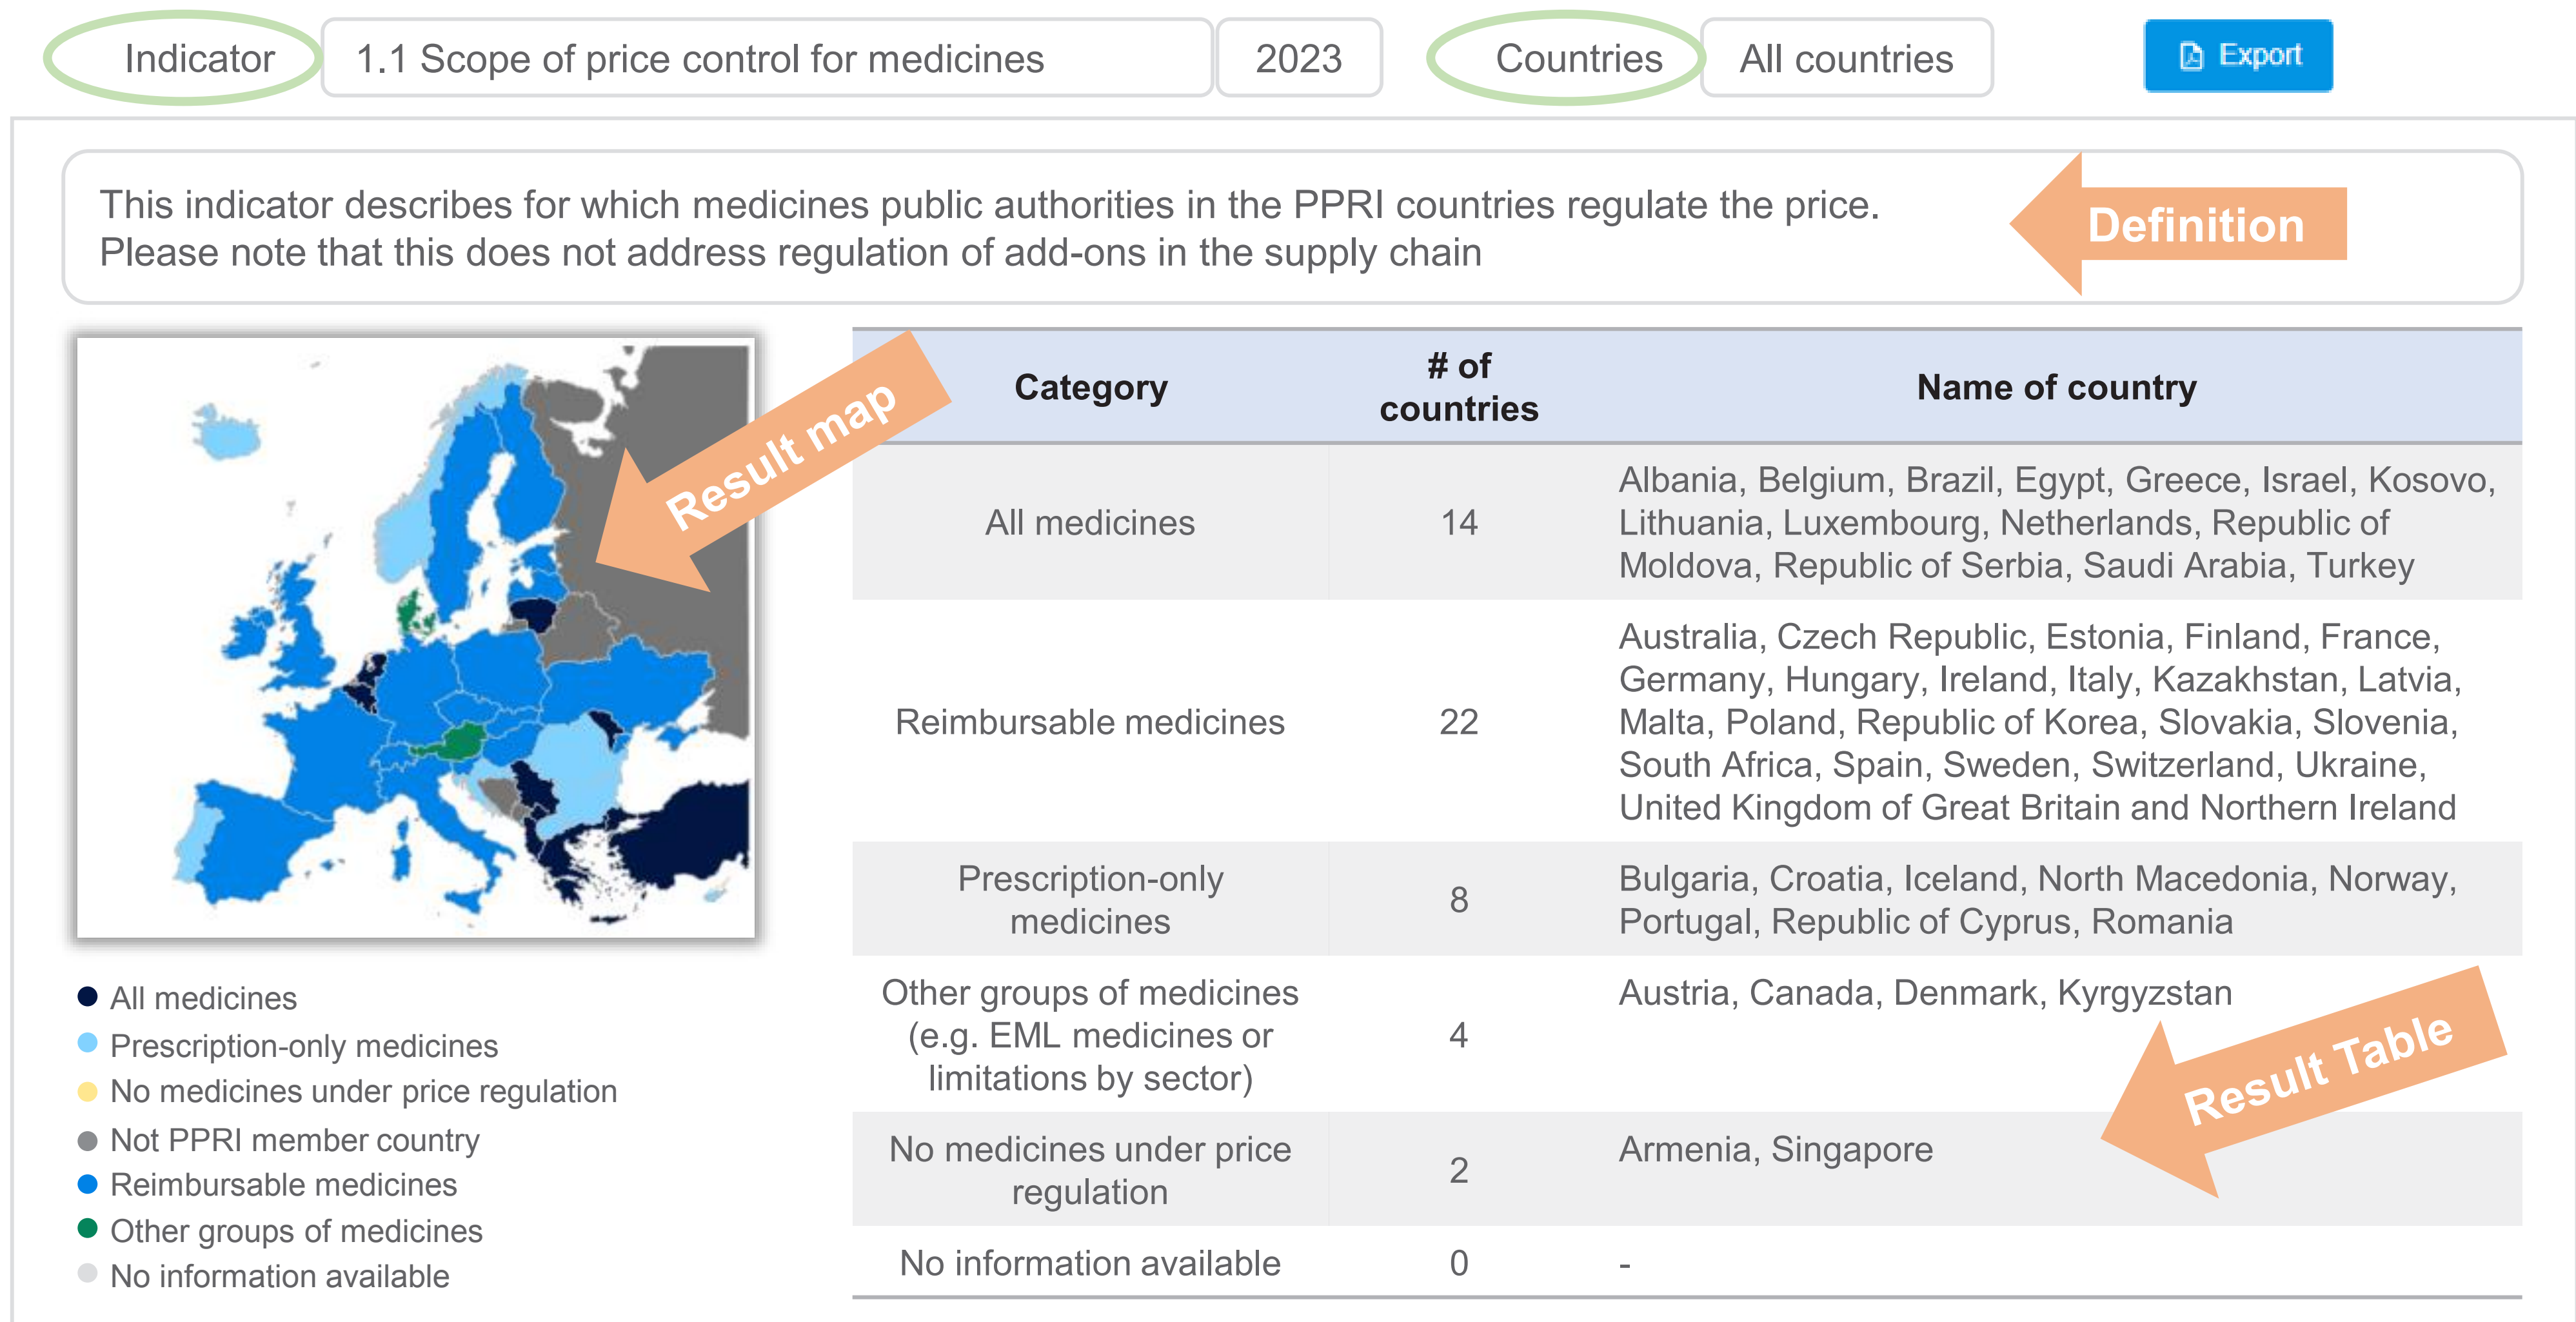 Indicator
1.1 Scope of price control for medicines
2023
Countries
All countries
Export
This indicator describes for which medicines public authorities in the PPRI countries regulate the price.
Please note that this does not address regulation of add-ons in the supply chain
Definition
Result map
Category
# of
countries
Name of country
All medicines
14
Albania, Belgium, Brazil, Egypt, Greece, Israel, Kosovo,
Lithuania, Luxembourg, Netherlands, Republic of
Moldova, Republic of Serbia, Saudi Arabia, Turkey
Reimbursable medicines
22
Australia, Czech Republic, Estonia, Finland, France,
Germany, Hungary, Ireland, Italy, Kazakhstan, Latvia,
Malta, Poland, Republic of Korea, Slovakia, Slovenia,
South Africa, Spain, Sweden, Switzerland, Ukraine,
United Kingdom of Great Britain and Northern Ireland
Prescription-only
medicines
8
Bulgaria, Croatia, Iceland, North Macedonia, Norway,
Portugal, Republic of Cyprus, Romania
Other groups of medicines
(e.g. EML medicines or
limitations by sector)
4
Austria, Canada, Denmark, Kyrgyzstan
Result Table
No medicines under price
regulation
2
Armenia, Singapore
No information available
0
-
All medicines
Prescription-only medicines
No medicines under price regulation
Not PPRI member country
Reimbursable medicines
Other groups of medicines
No information available